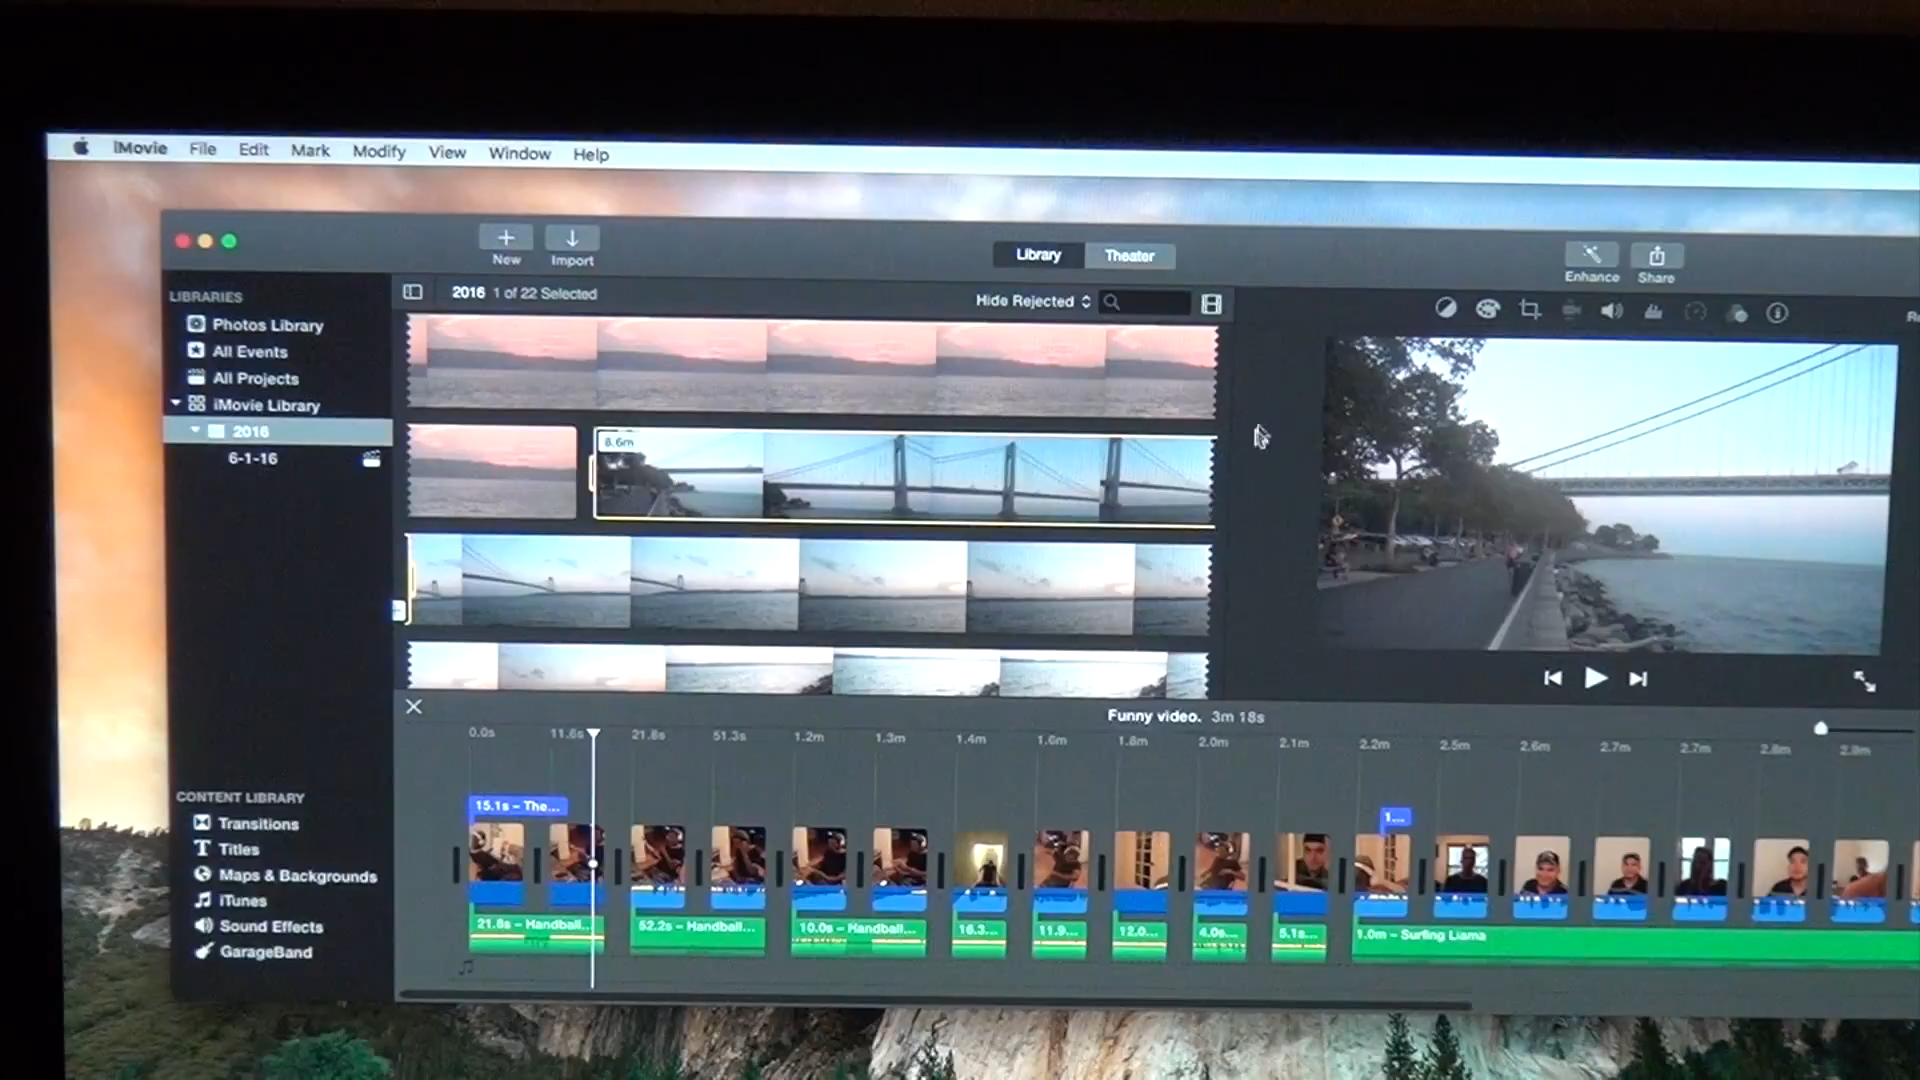 iMovie File Edit Mark Modify View Window Help
New Import Library Theater Enhance Share
LIBRARIES
Photos Library
All Events
All Projects
iMovie Library
2016
6-1-16
2016 1 of 22 Selected Hide Rejected
8.6m
Funny video. 3m 18s
0.0s 11.6s 21.8s 51.3s 1.2m 1.3m 1.4m 1.6m 1.8m 2.0m 2.1m 2.2m 2.5m 2.6m 2.7m 2.7m 2.8m 2.9m
15.1s – The... 1...
21.8s – Handball... 52.2s – Handball... 10.0s – Handball... 16.3... 11.9... 12.0... 4.0s... 5.1s... 1.0m – Surfing Llama
CONTENT LIBRARY
Transitions
Titles
Maps & Backgrounds
iTunes
Sound Effects
GarageBand